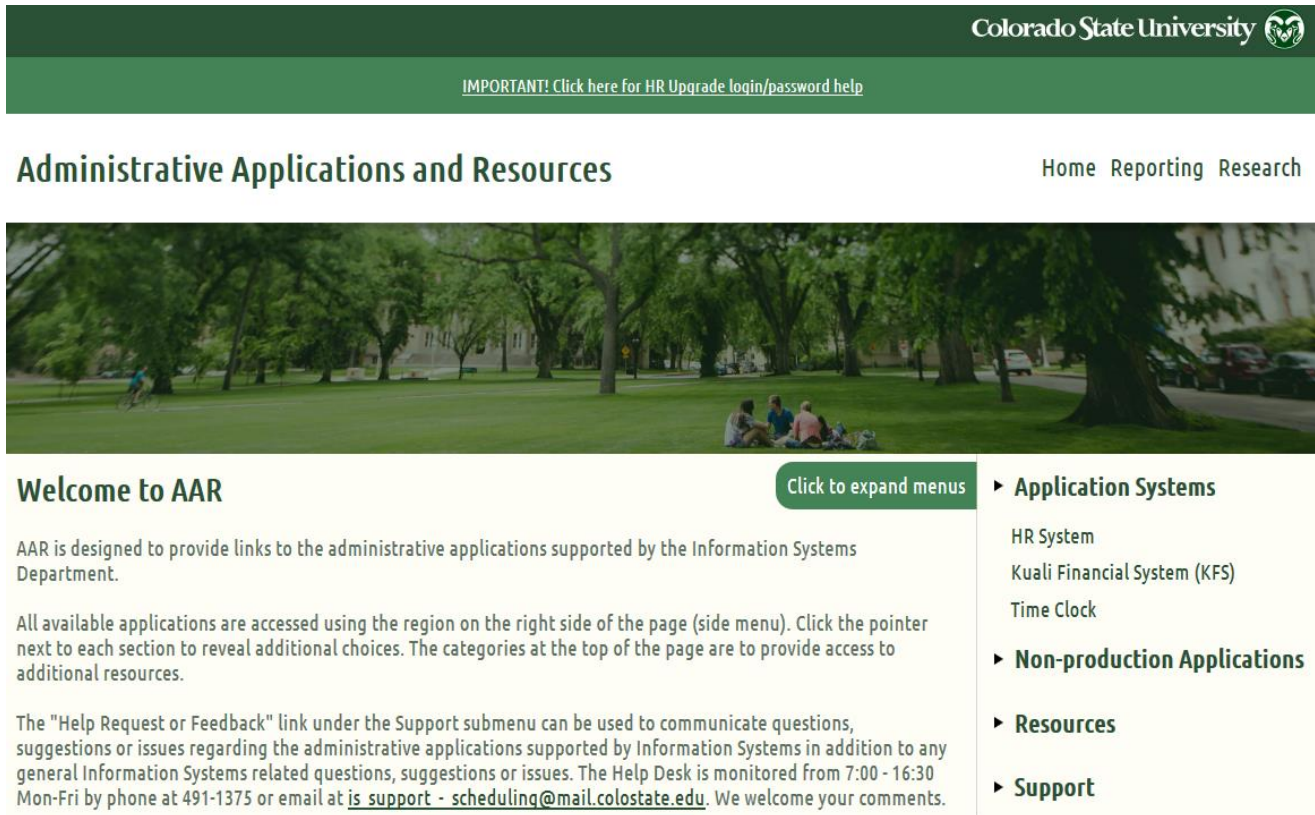 Colorado State University
IMPORTANT! Click here for HR Upgrade login/password help
Administrative Applications and Resources
Home Reporting Research
Welcome to AAR
Click to expand menus
AAR is designed to provide links to the administrative applications supported by the Information Systems
Department.
All available applications are accessed using the region on the right side of the page (side menu). Click the pointer
next to each section to reveal additional choices. The categories at the top of the page are to provide access to
additional resources.
The "Help Request or Feedback" link under the Support submenu can be used to communicate questions,
suggestions or issues regarding the administrative applications supported by Information Systems in addition to any
general Information Systems related questions, suggestions or issues. The Help Desk is monitored from 7:00 - 16:30
Mon-Fri by phone at 491-1375 or email at is_support_-_scheduling@mail.colostate.edu. We welcome your comments.
Application Systems
HR System
Kuali Financial System (KFS)
Time Clock
Non-production Applications
Resources
Support